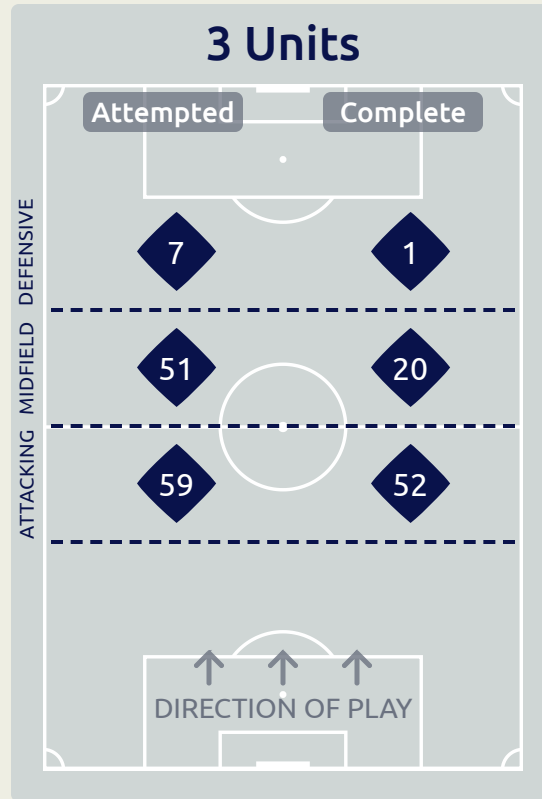 3 Units
Attempted Complete
DEFENSIVE
7 1
MIDFIELD
51 20
ATTACKING
59 52
DIRECTION OF PLAY